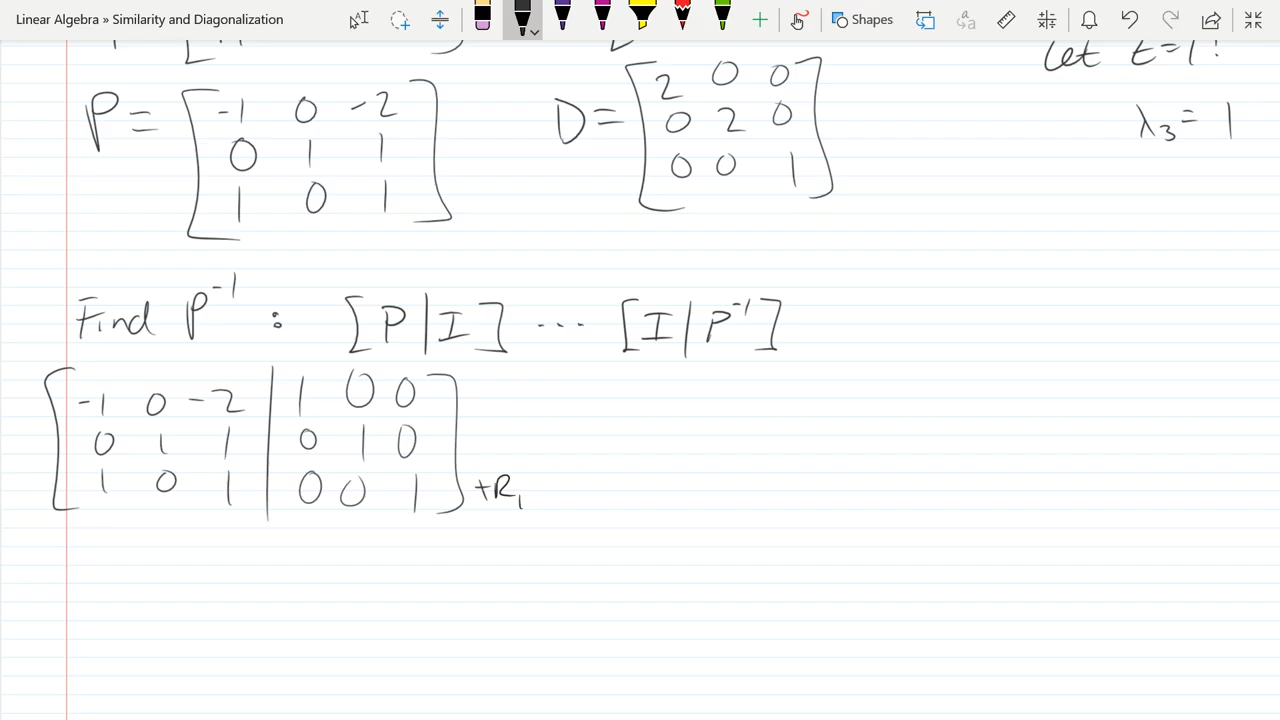 Linear Algebra » Similarity and Diagonalization
Shapes
let t=1:
P = [ -1 0 -2
0 1 1
1 0 1 ]
D = [ 2 0 0
0 2 0
0 0 1 ]
λ₃ = 1
Find P⁻¹ : [P|I] ... [I|P⁻¹]
[ -1 0 -2 | 1 0 0
0 1 1 | 0 1 0
1 0 1 | 0 0 1 ] +R₁